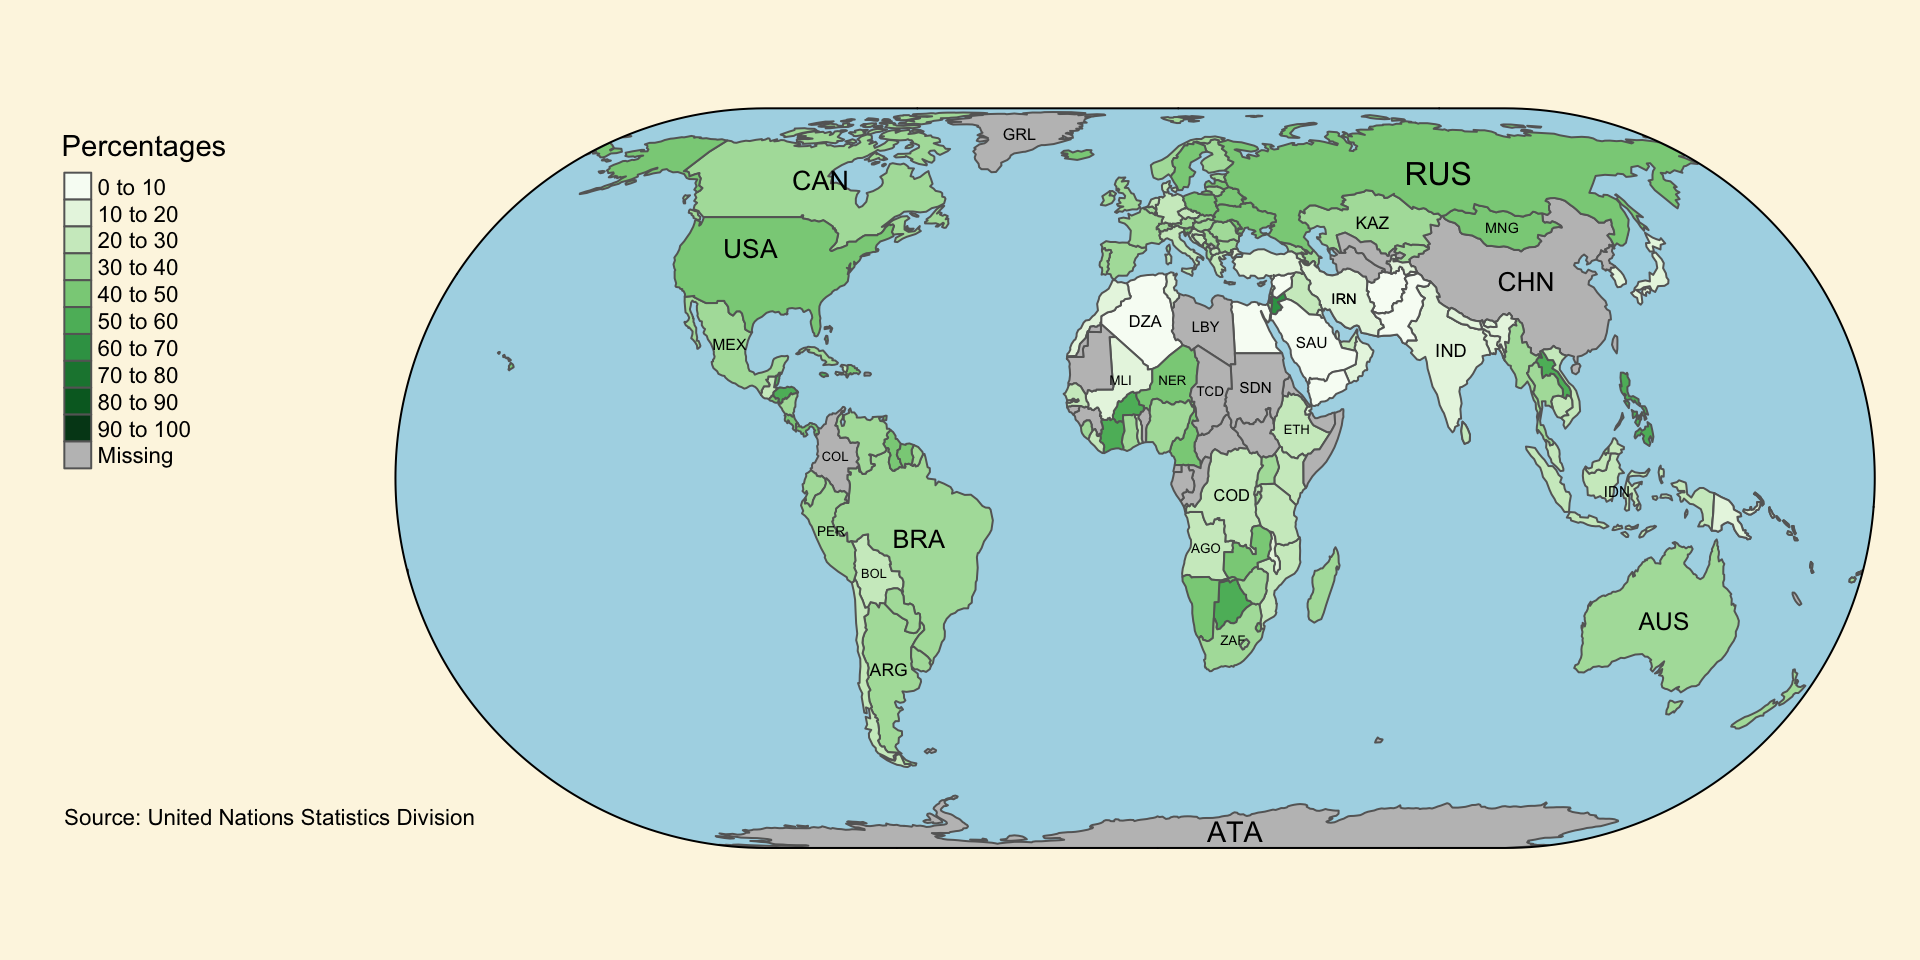 Percentages
0 to 10
10 to 20
20 to 30
30 to 40
40 to 50
50 to 60
60 to 70
70 to 80
80 to 90
90 to 100
Missing
GRL
CAN
RUS
USA
KAZ
MNG
CHN
IRN
DZA
LBY
SAU
IND
MEX
MLI
NER
TCD
SDN
ETH
COL
COD
IDN
PER
BRA
AGO
BOL
AUS
ZAF
ARG
Source: United Nations Statistics Division
ATA